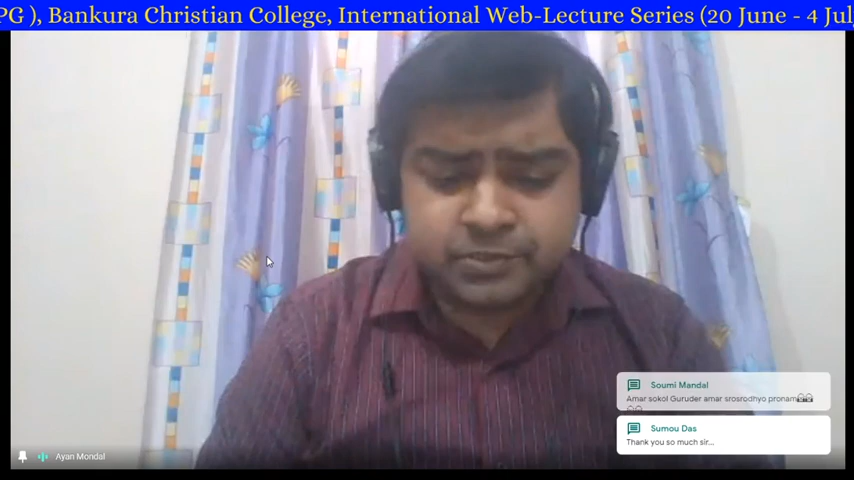 PG ), Bankura Christian College, International Web-Lecture Series (20 June - 4 Jul
Soumi Mandal
Amar sokol Guruder amar srosrodhyo pronam
Sumou Das
Thank you so much sir...
Ayan Mondal